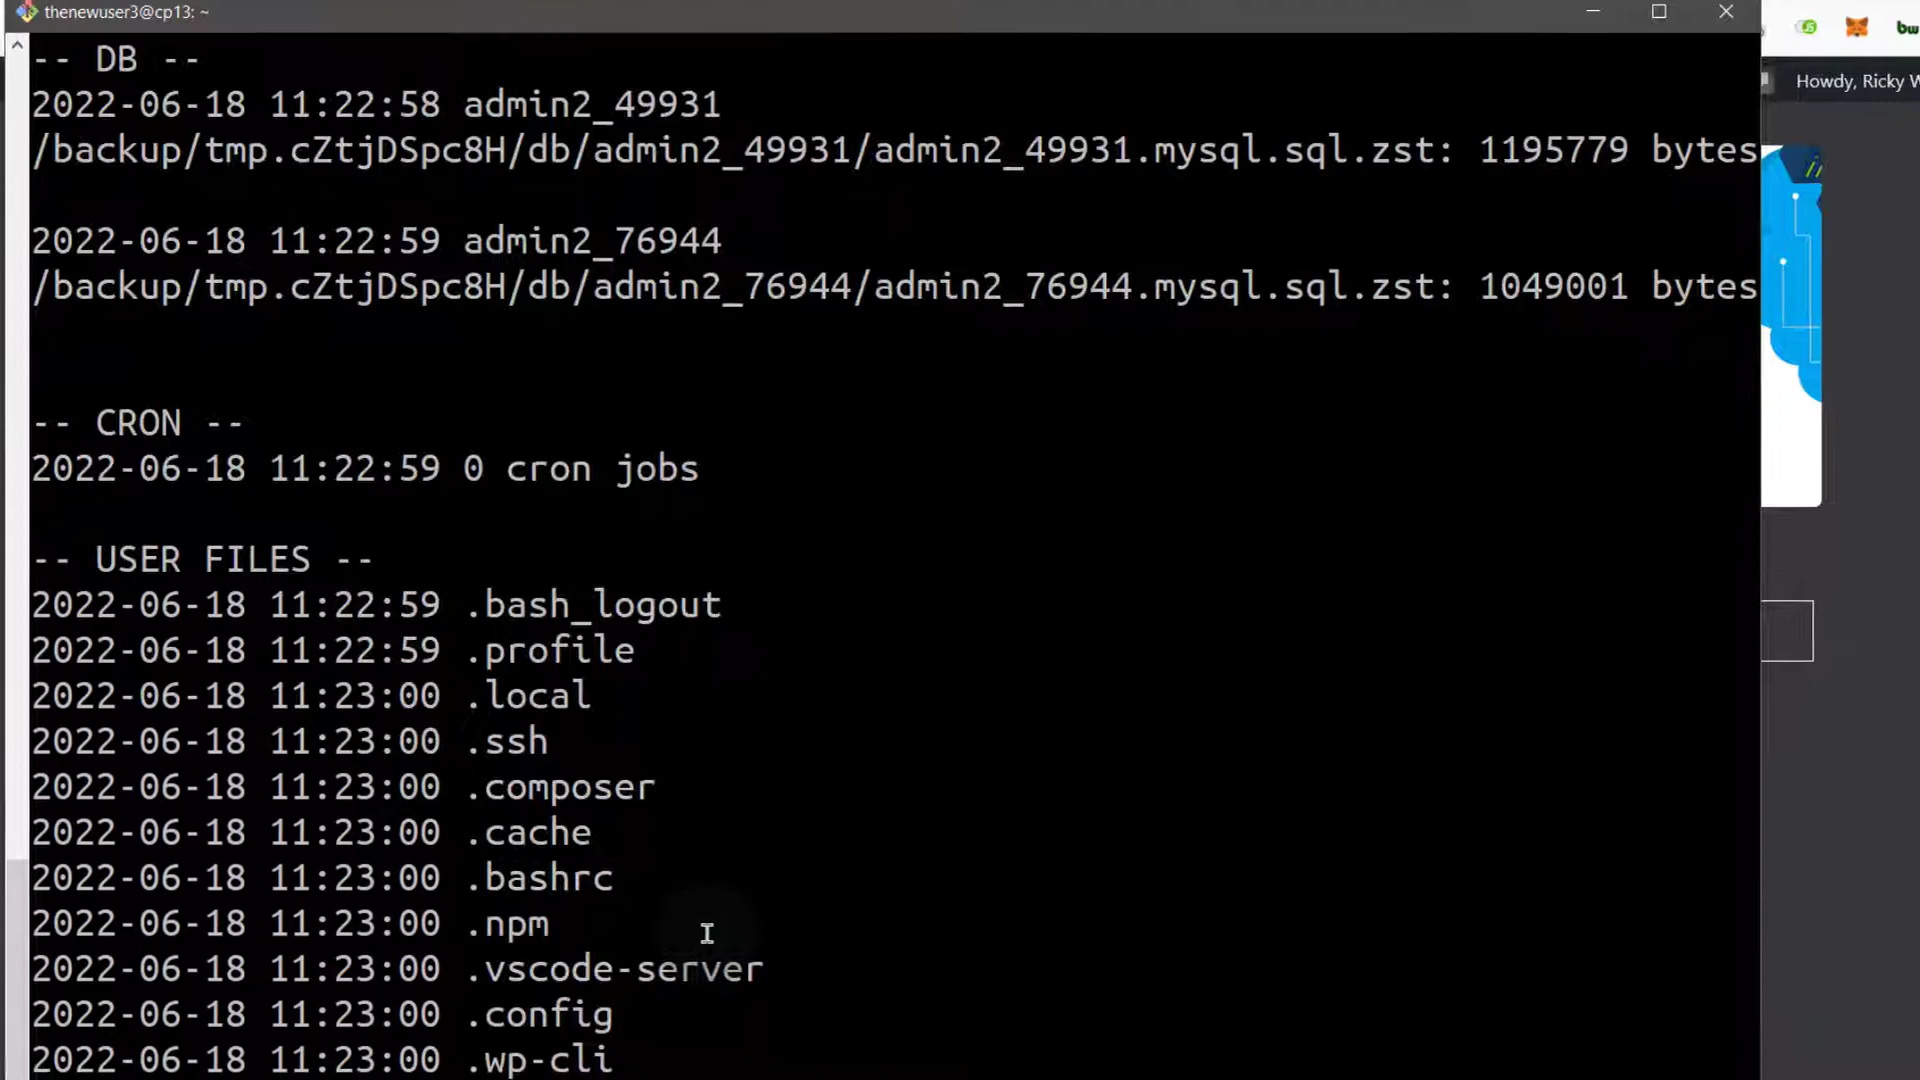 thenewuser3@cp13: ~
-- DB --
2022-06-18 11:22:58 admin2_49931
/backup/tmp.cZtjDSpc8H/db/admin2_49931/admin2_49931.mysql.sql.zst: 1195779 bytes
2022-06-18 11:22:59 admin2_76944
/backup/tmp.cZtjDSpc8H/db/admin2_76944/admin2_76944.mysql.sql.zst: 1049001 bytes
-- CRON --
2022-06-18 11:22:59 0 cron jobs
-- USER FILES --
2022-06-18 11:22:59 .bash_logout
2022-06-18 11:22:59 .profile
2022-06-18 11:23:00 .local
2022-06-18 11:23:00 .ssh
2022-06-18 11:23:00 .composer
2022-06-18 11:23:00 .cache
2022-06-18 11:23:00 .bashrc
2022-06-18 11:23:00 .npm
2022-06-18 11:23:00 .vscode-server
2022-06-18 11:23:00 .config
2022-06-18 11:23:00 .wp-cli
bw
Howdy, Ricky W